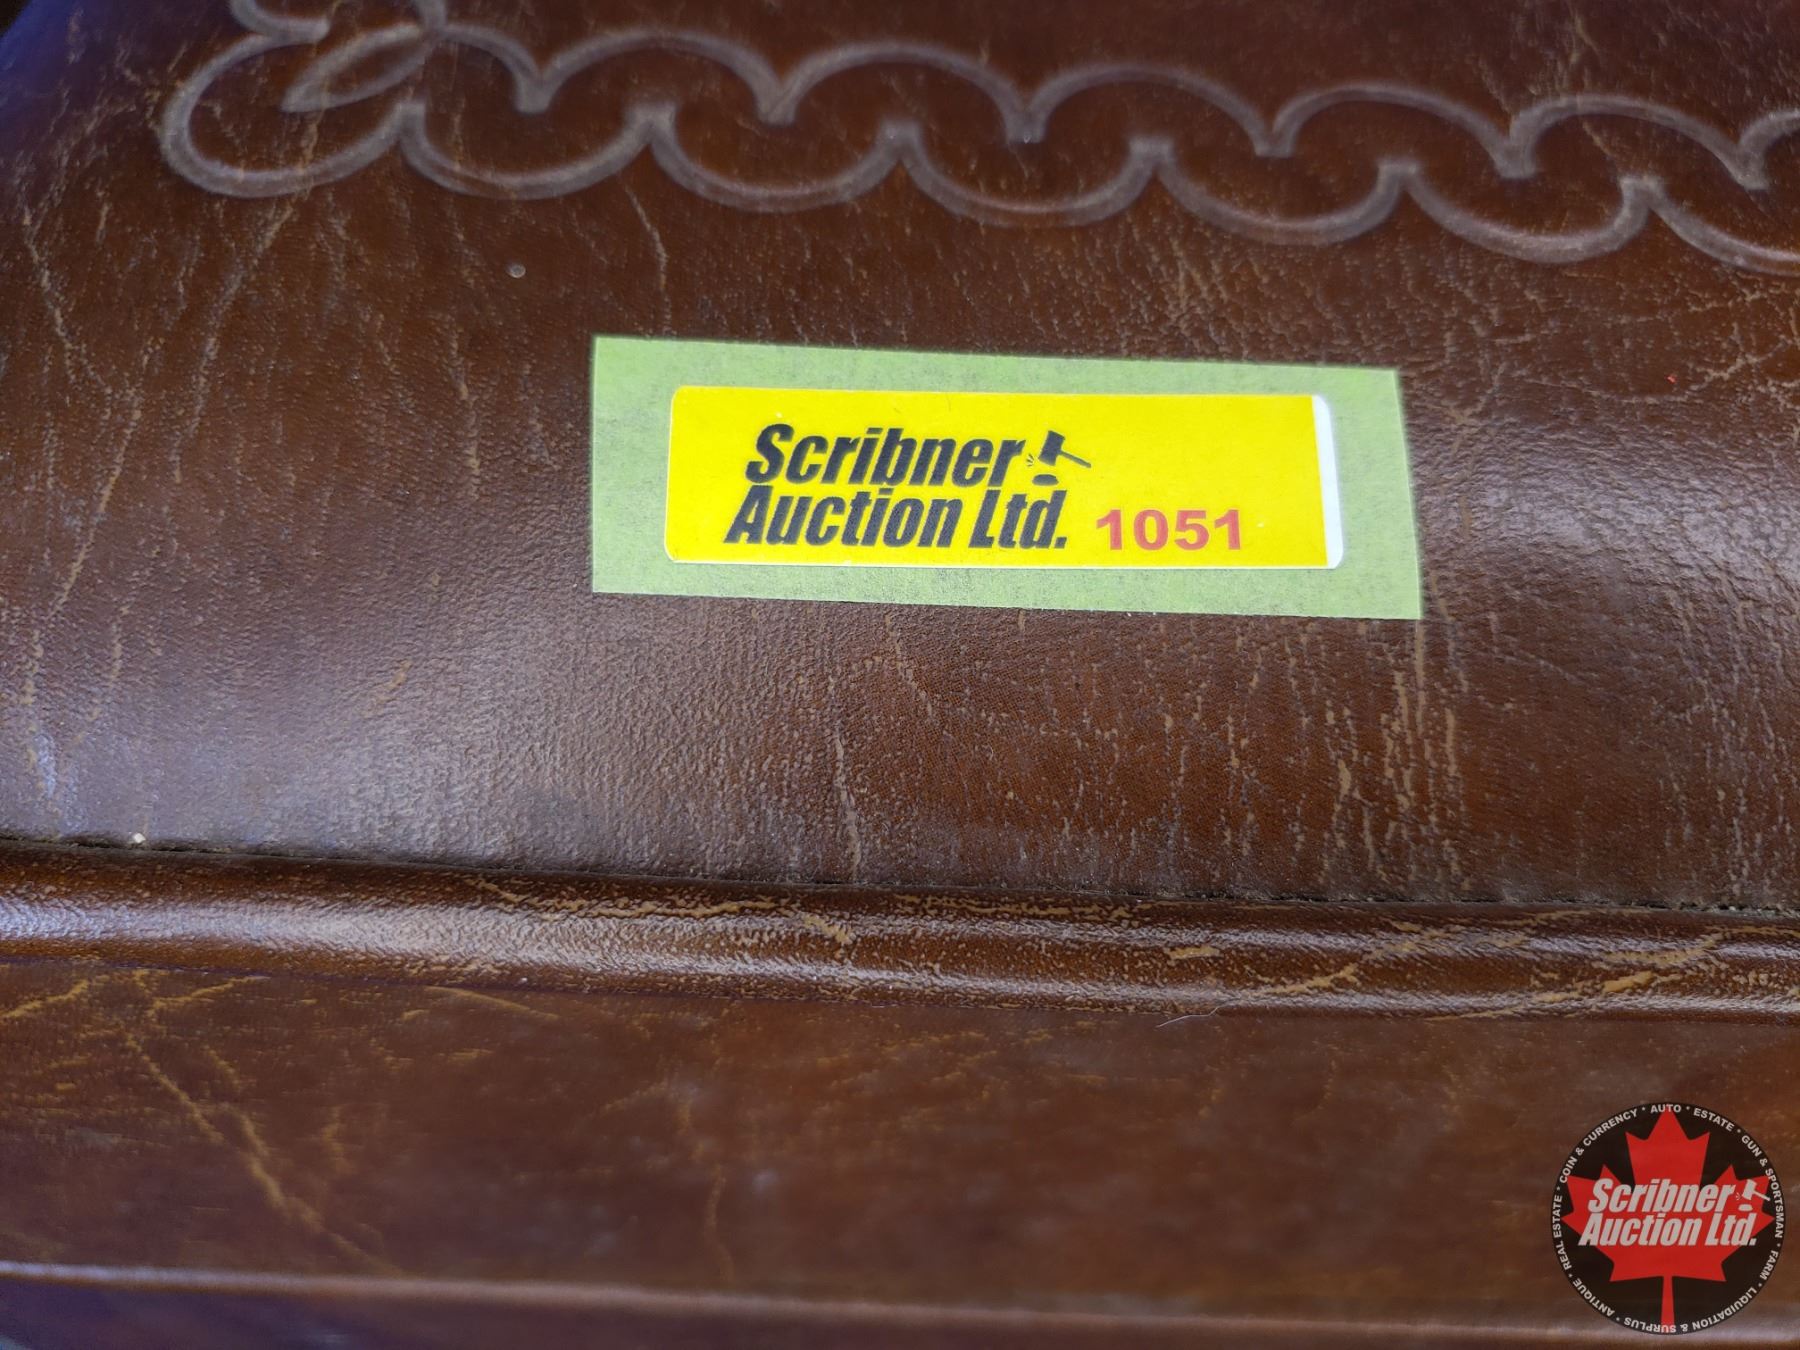 Scribner
Auction Ltd. 1051
COIN & CURRENCY * AUTO * ESTATE * GUN & SPORTSMAN * FARM * LIQUIDATION & SURPLUS * ANTIQUE * REAL ESTATE *
Scribner
Auction Ltd.